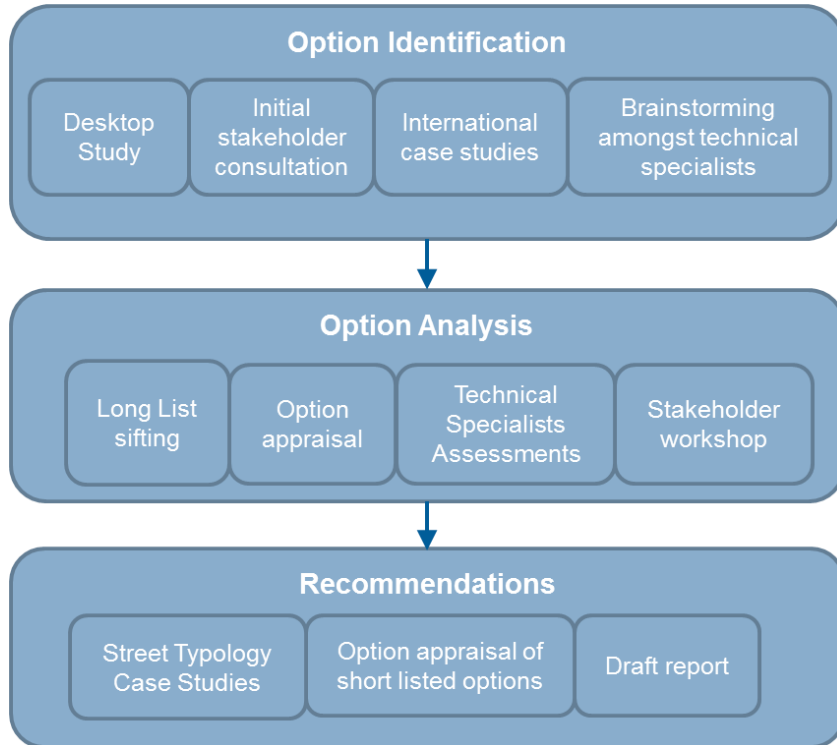 Option Identification
Desktop
Study
Initial
stakeholder
consultation
International
case studies
Brainstorming
amongst technical
specialists
Option Analysis
Long List
sifting
Option
appraisal
Technical
Specialists
Assessments
Stakeholder
workshop
Recommendations
Street Typology
Case Studies
Option appraisal of
short listed options
Draft report